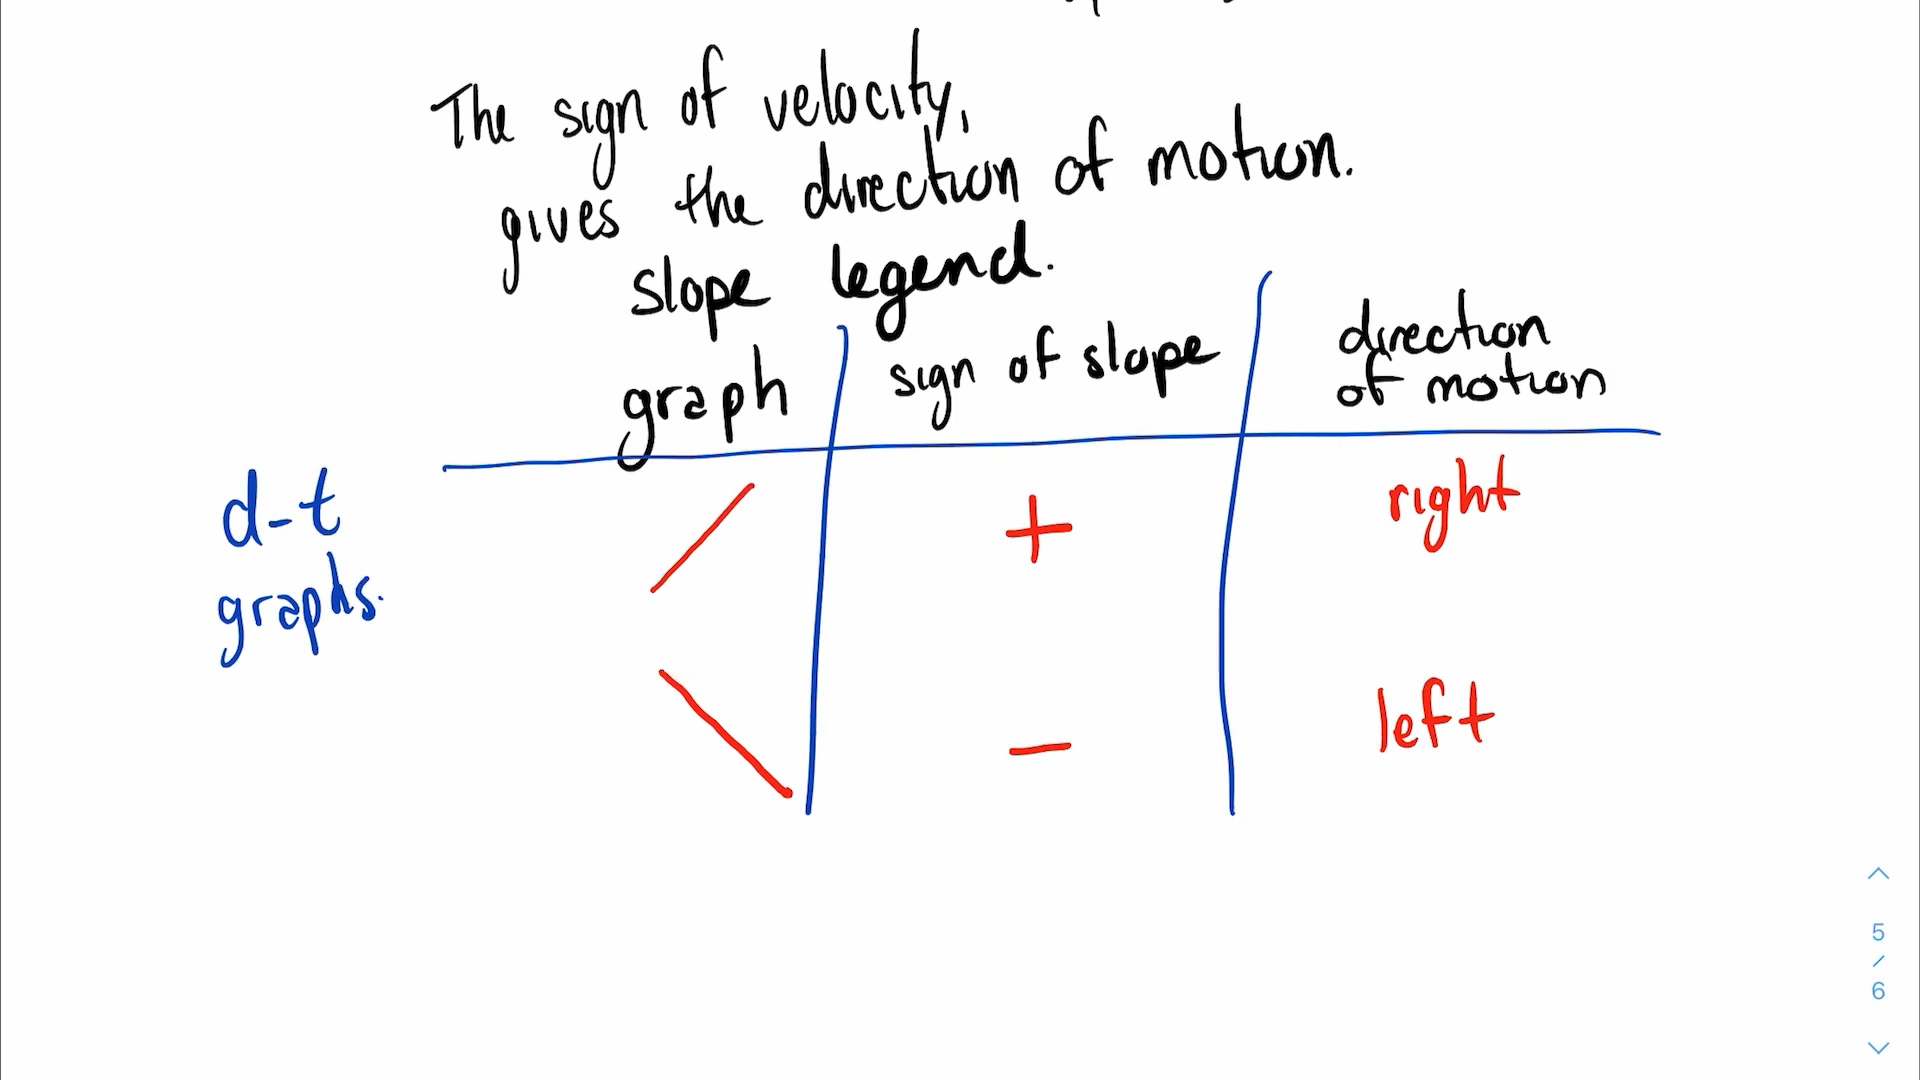 The sign of velocity,
gives the direction of motion.
slope legend.
graph
sign of slope
direction
of motion
d-t
graphs.
+
right
-
left
5
/
6